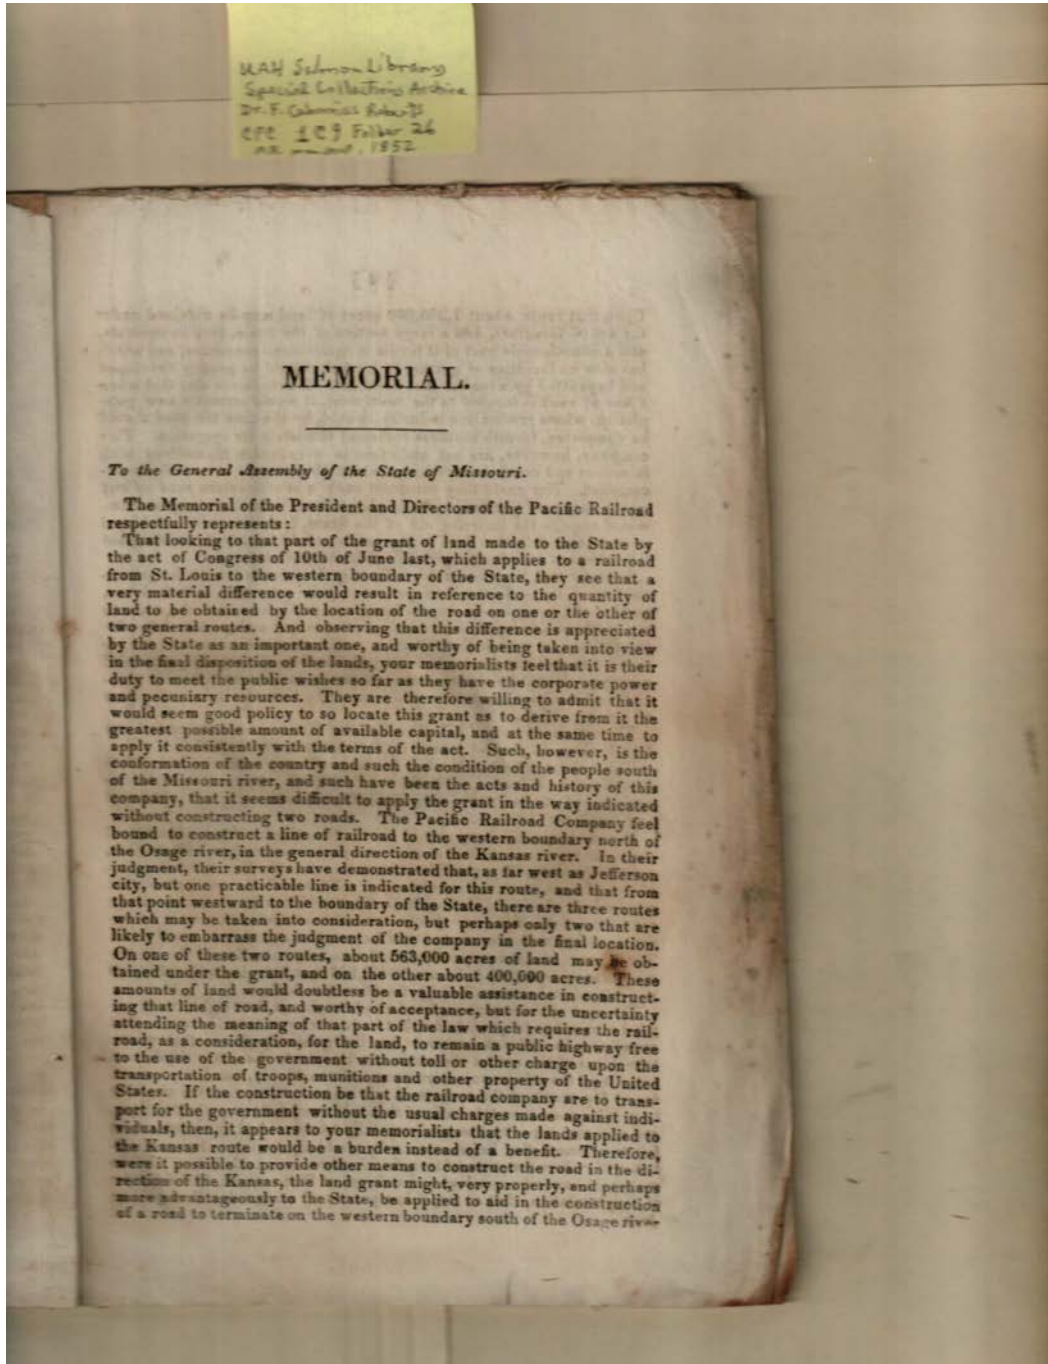 UAH Salmon Library
Special Collections Archive
Dr. F. Cabaniss Roberts
CFC 1C9 Folder 26
1852
MEMORIAL.
To the General Assembly of the State of Missouri.
The Memorial of the President and Directors of the Pacific Railroad
respectfully represents:
That looking to that part of the grant of land made to the State by
the act of Congress of 10th of June last, which applies to a railroad
from St. Louis to the western boundary of the State, they see that a
very material difference would result in reference to the quantity of
land to be obtained by the location of the road on one or the other of
two general routes. And observing that this difference is appreciated
by the State as an important one, and worthy of being taken into view
in the final disposition of the lands, your memorialists feel that it is their
duty to meet the public wishes so far as they have the corporate power
and pecuniary resources. They are therefore willing to admit that it
would seem good policy to so locate this grant as to derive from it the
greatest possible amount of available capital, and at the same time to
apply it consistently with the terms of the act. Such, however, is the
conformation of the country and such the condition of the people south
of the Missouri river, and such have been the acts and history of this
company, that it seems difficult to apply the grant in the way indicated
without constructing two roads. The Pacific Railroad Company feel
bound to construct a line of railroad to the western boundary north of
the Osage river, in the general direction of the Kansas river. In their
judgment, their surveys have demonstrated that, as far west as Jefferson
city, but one practicable line is indicated for this route, and that from
that point westward to the boundary of the State, there are three routes
which may be taken into consideration, but perhaps only two that are
likely to embarrass the judgment of the company in the final location.
On one of these two routes, about 563,000 acres of land may be ob-
tained under the grant, and on the other about 400,000 acres. These
amounts of land would doubtless be a valuable assistance in construct-
ing that line of road, and worthy of acceptance, but for the uncertainty
attending the meaning of that part of the law which requires the rail-
road, as a consideration, for the land, to remain a public highway free
to the use of the government without toll or other charge upon the
transportation of troops, munitions and other property of the United
States. If the construction be that the railroad company are to trans-
port for the government without the usual charges made against indi-
viduals, then, it appears to your memorialists that the lands applied to
the Kansas route would be a burden instead of a benefit. Therefore,
were it possible to provide other means to construct the road in the di-
rection of the Kansas, the land grant might, very properly, and perhaps
more advantageously to the State, be applied to aid in the construction
of a road to terminate on the western boundary south of the Osage river